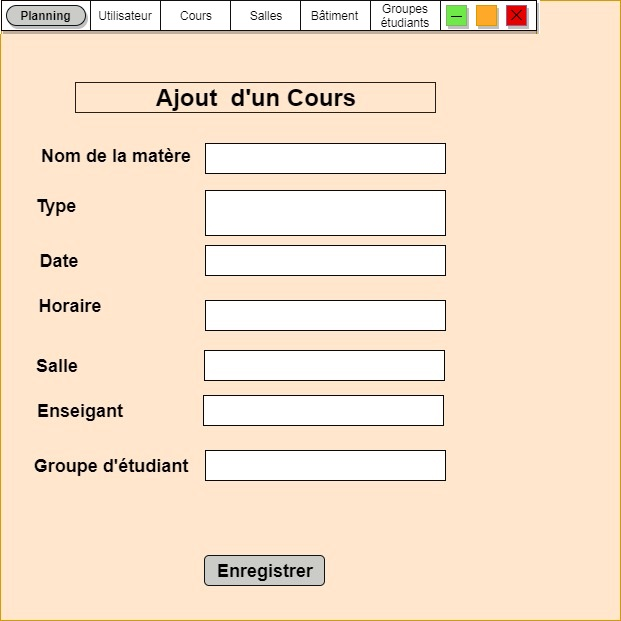 Planning Utilisateur Cours Salles Bâtiment Groupes
étudiants
Ajout d'un Cours
Nom de la matère
Type
Date
Horaire
Salle
Enseigant
Groupe d'étudiant
Enregistrer